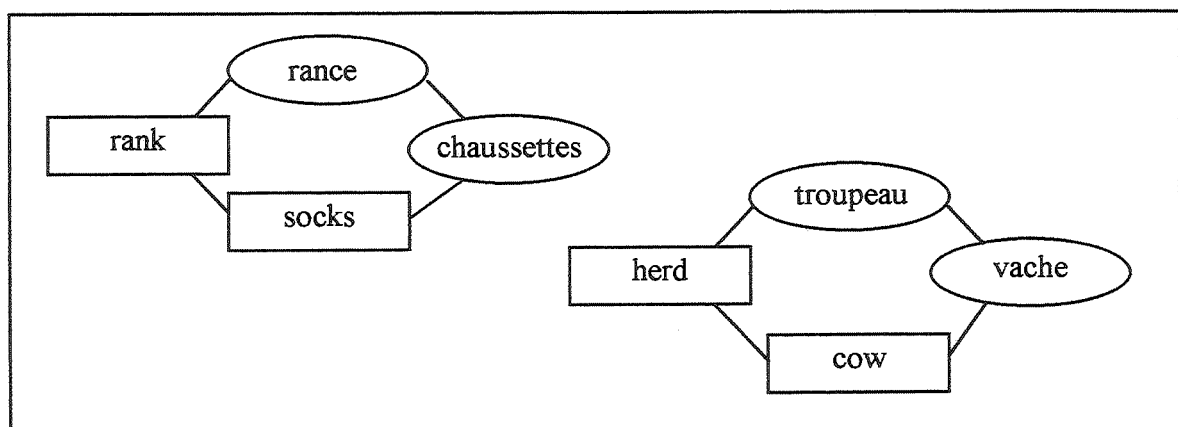 rance
rank
chaussettes
socks
troupeau
herd
vache
cow